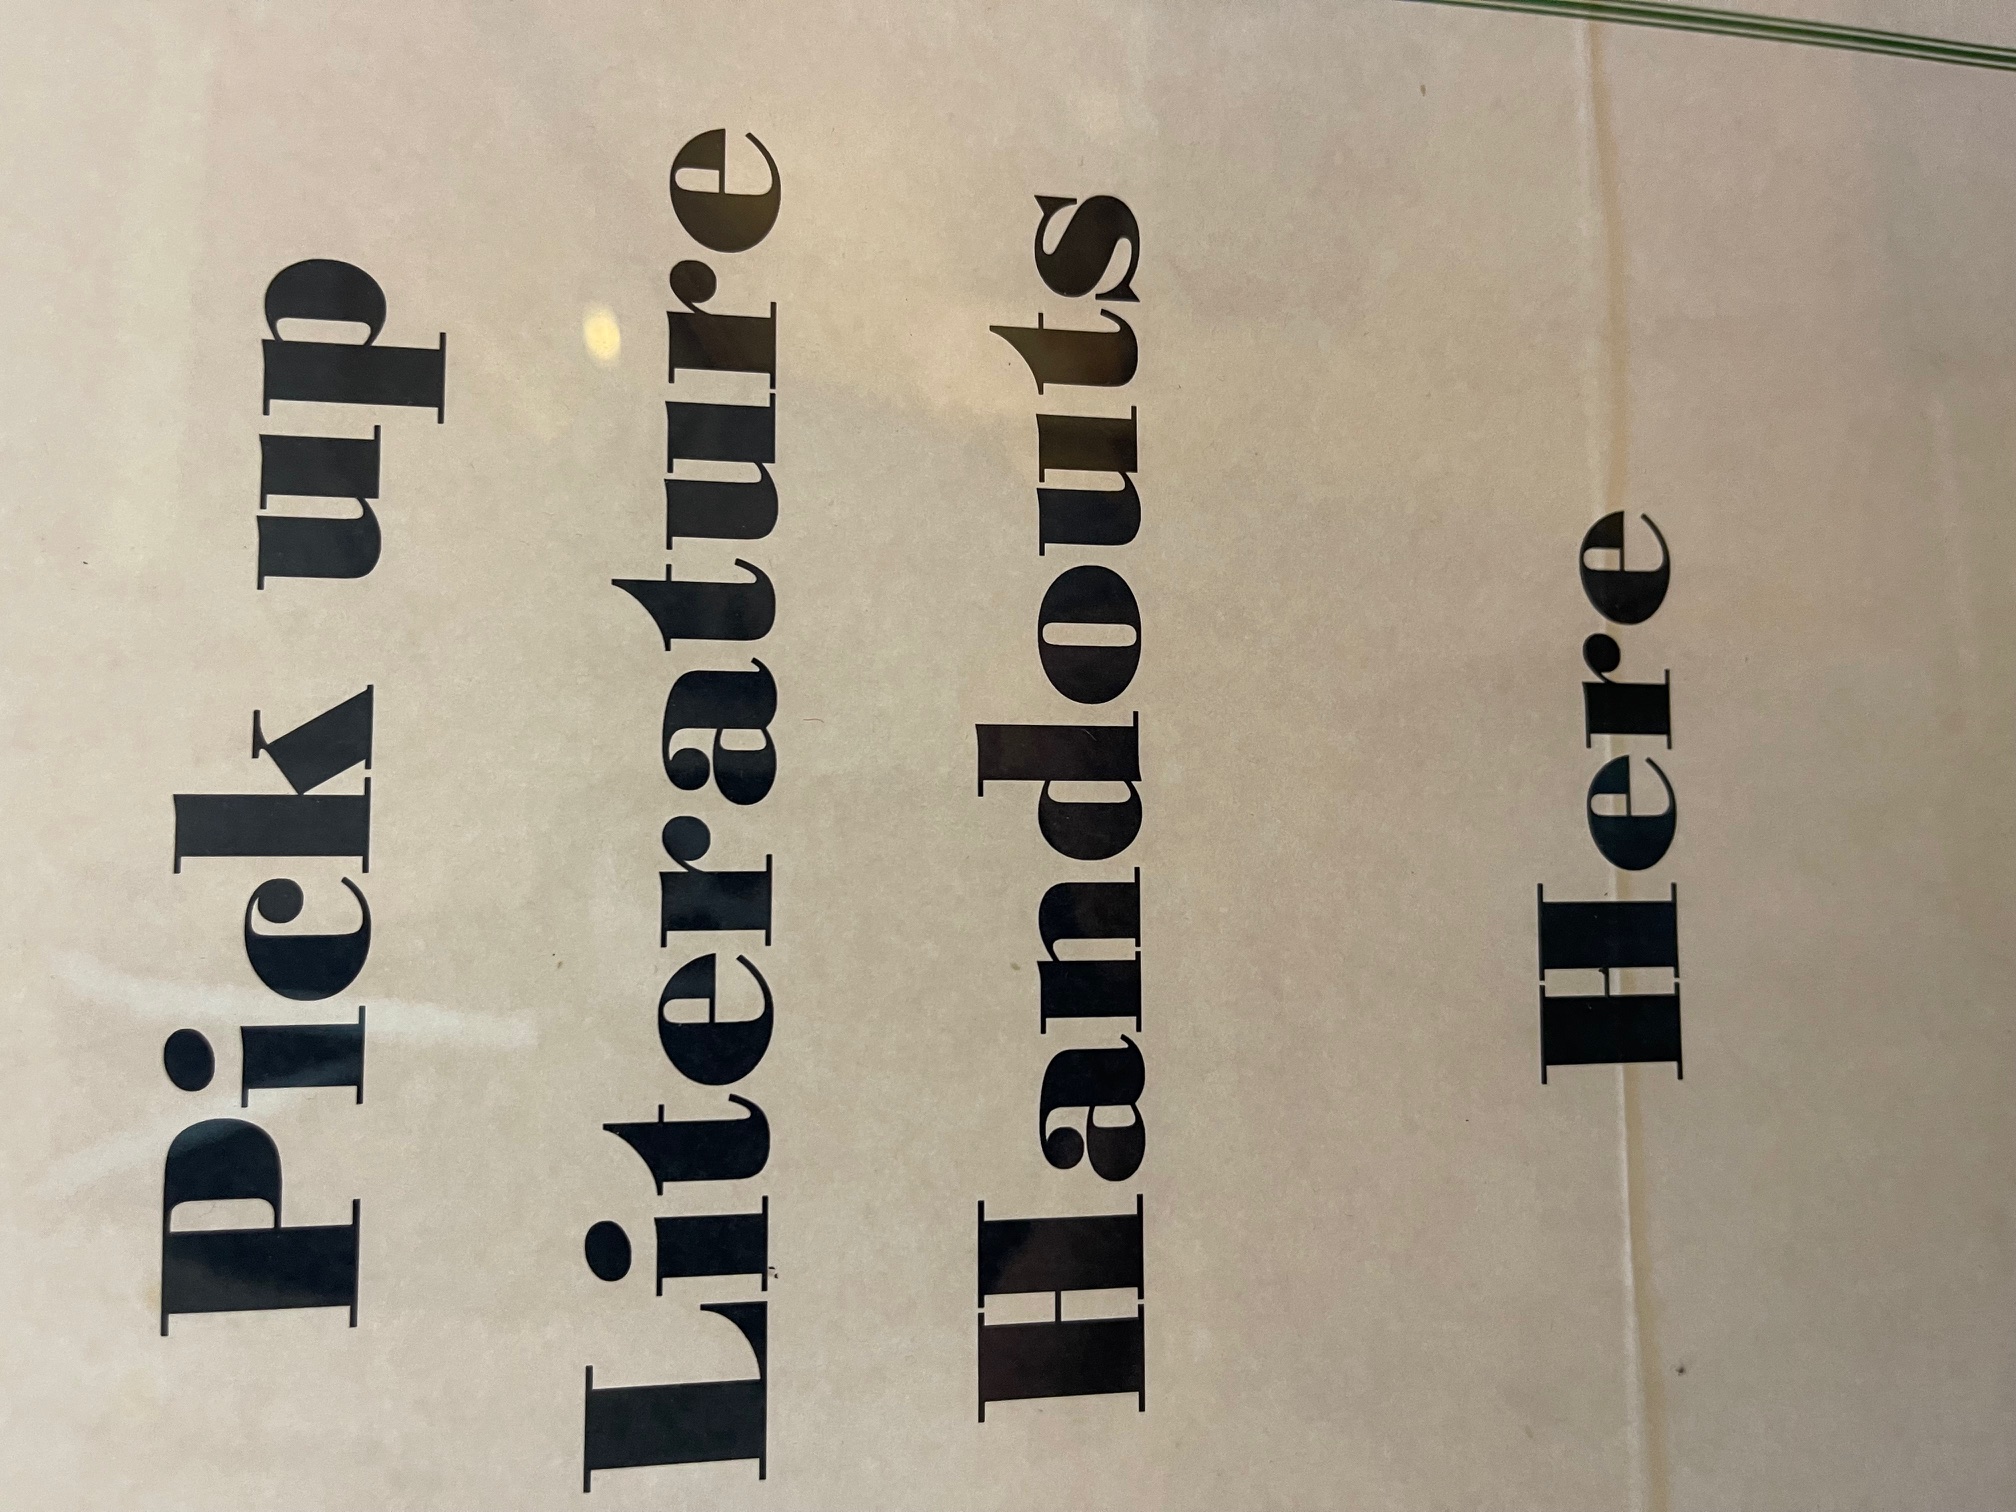 Pick up
Literature
Handouts
Here